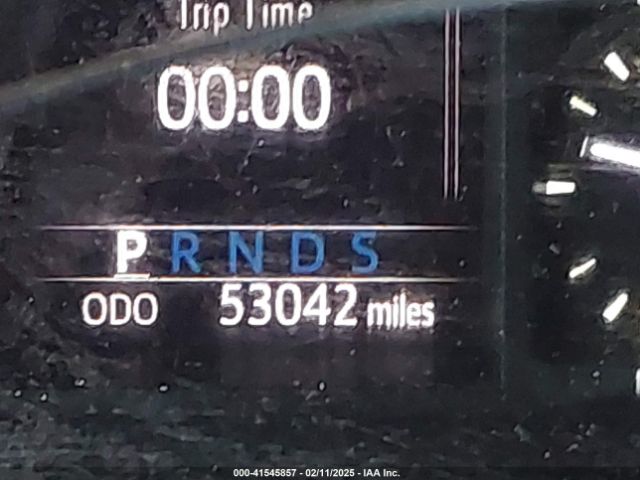 Trip Time
00:00
P R N D S
ODO 53042 miles
000-41545857 - 02/11/2025 - IAA Inc.